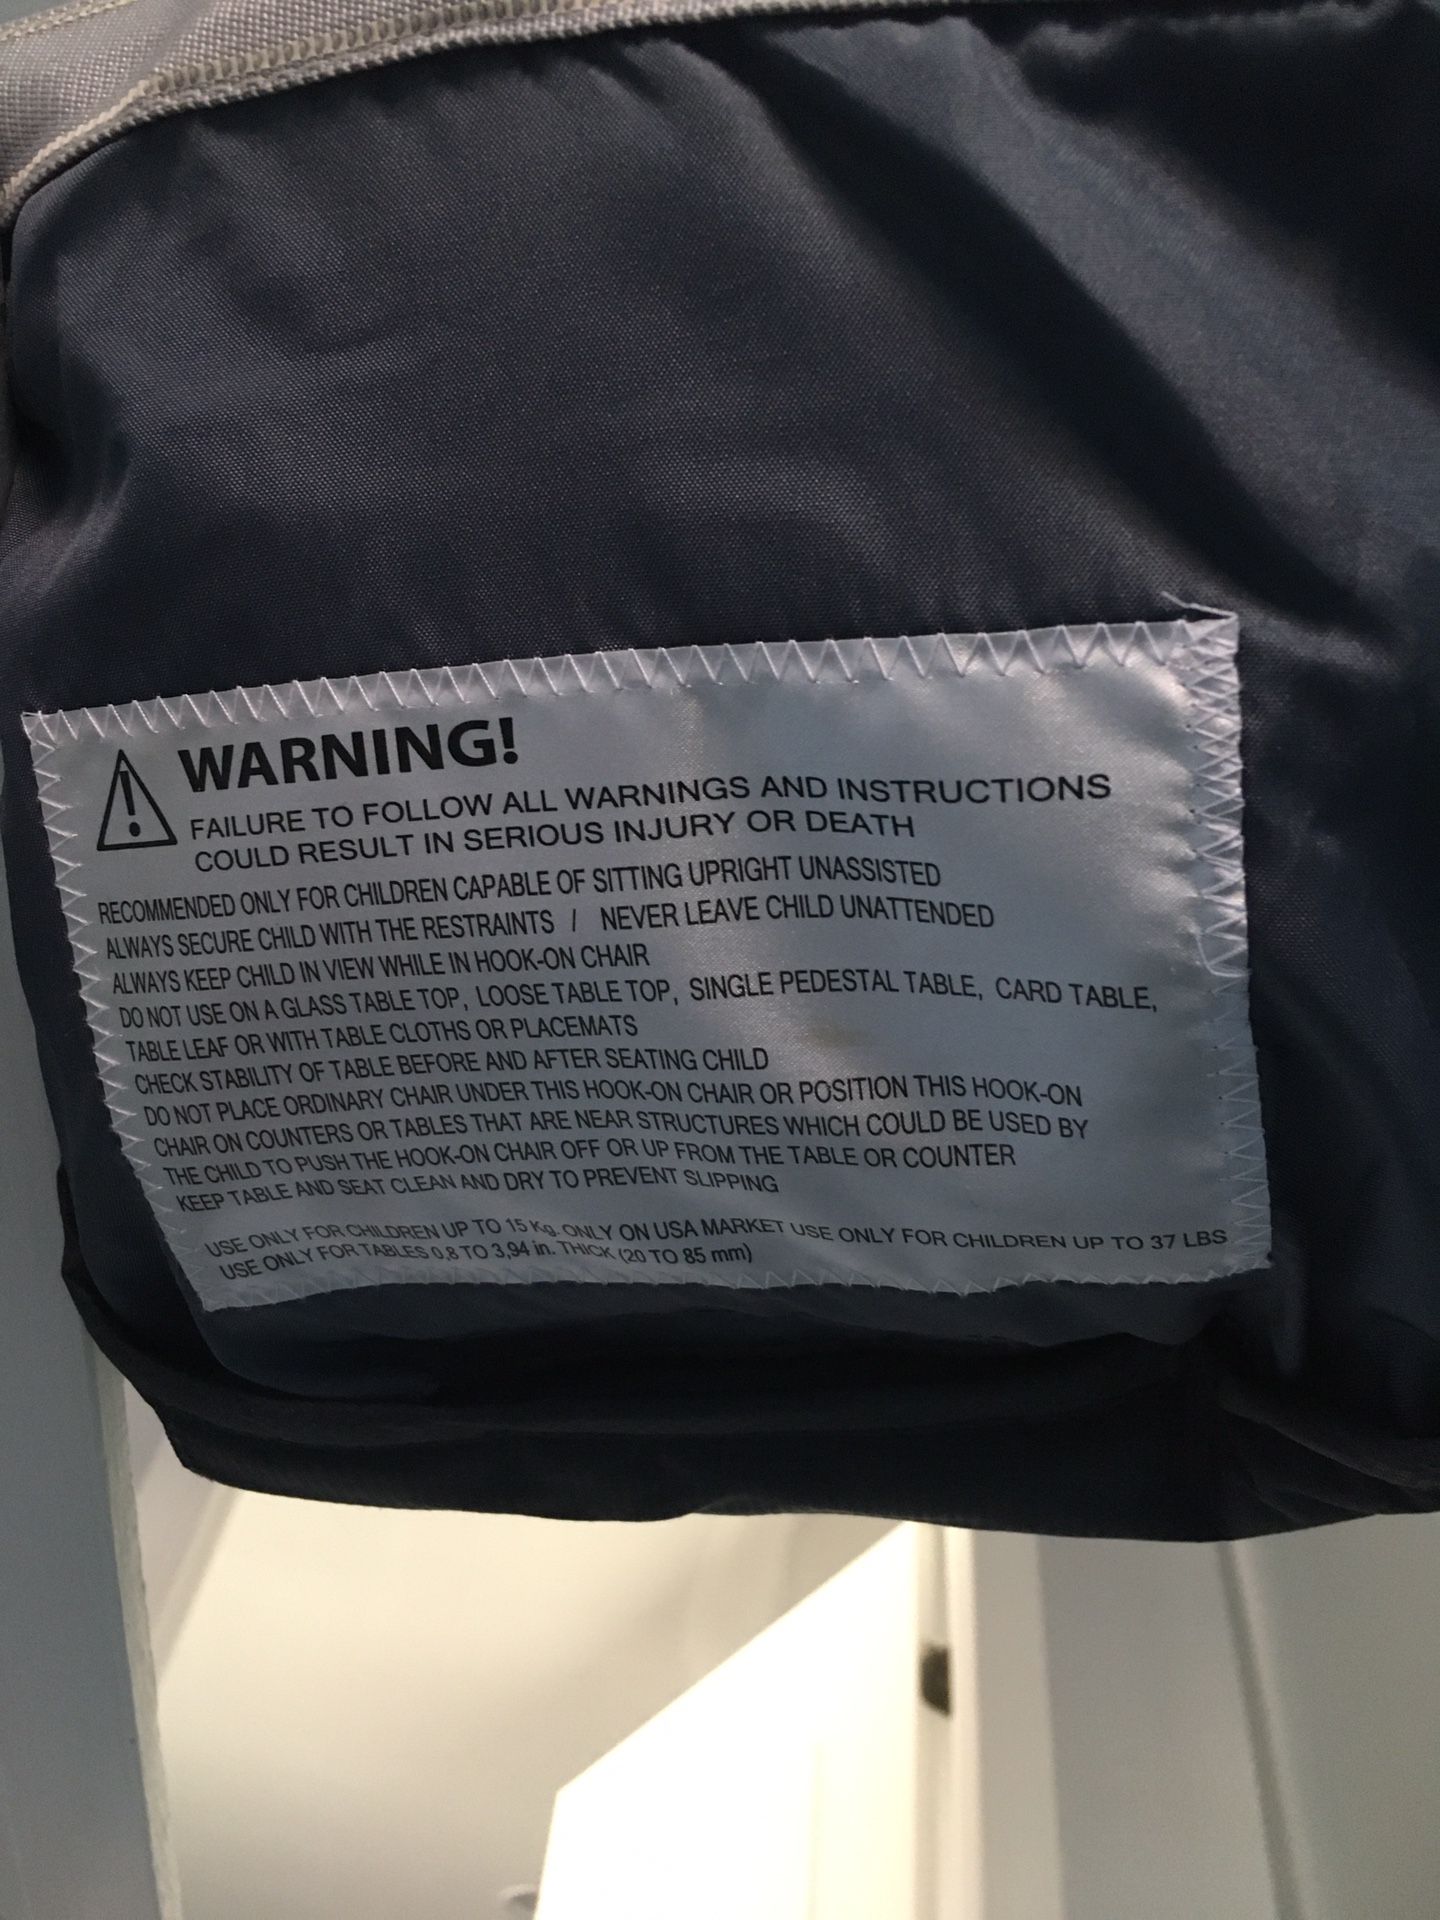 WARNING!
FAILURE TO FOLLOW ALL WARNINGS AND INSTRUCTIONS
COULD RESULT IN SERIOUS INJURY OR DEATH
RECOMMENDED ONLY FOR CHILDREN CAPABLE OF SITTING UPRIGHT UNASSISTED
ALWAYS SECURE CHILD WITH THE RESTRAINTS / NEVER LEAVE CHILD UNATTENDED
ALWAYS KEEP CHILD IN VIEW WHILE IN HOOK-ON CHAIR
DO NOT USE ON A GLASS TABLE TOP, LOOSE TABLE TOP, SINGLE PEDESTAL TABLE, CARD TABLE,
TABLE LEAF OR WITH TABLE CLOTHS OR PLACEMATS
CHECK STABILITY OF TABLE BEFORE AND AFTER SEATING CHILD
DO NOT PLACE ORDINARY CHAIR UNDER THIS HOOK-ON CHAIR OR POSITION THIS HOOK-ON
CHAIR ON COUNTERS OR TABLES THAT ARE NEAR STRUCTURES WHICH COULD BE USED BY
THE CHILD TO PUSH THE HOOK-ON CHAIR OFF OR UP FROM THE TABLE OR COUNTER
KEEP TABLE AND SEAT CLEAN AND DRY TO PREVENT SLIPPING
USE ONLY FOR CHILDREN UP TO 15 Kg. ONLY ON USA MARKET USE ONLY FOR CHILDREN UP TO 37 LBS
USE ONLY FOR TABLES 0,8 TO 3,94 in. THICK (20 TO 85 mm)